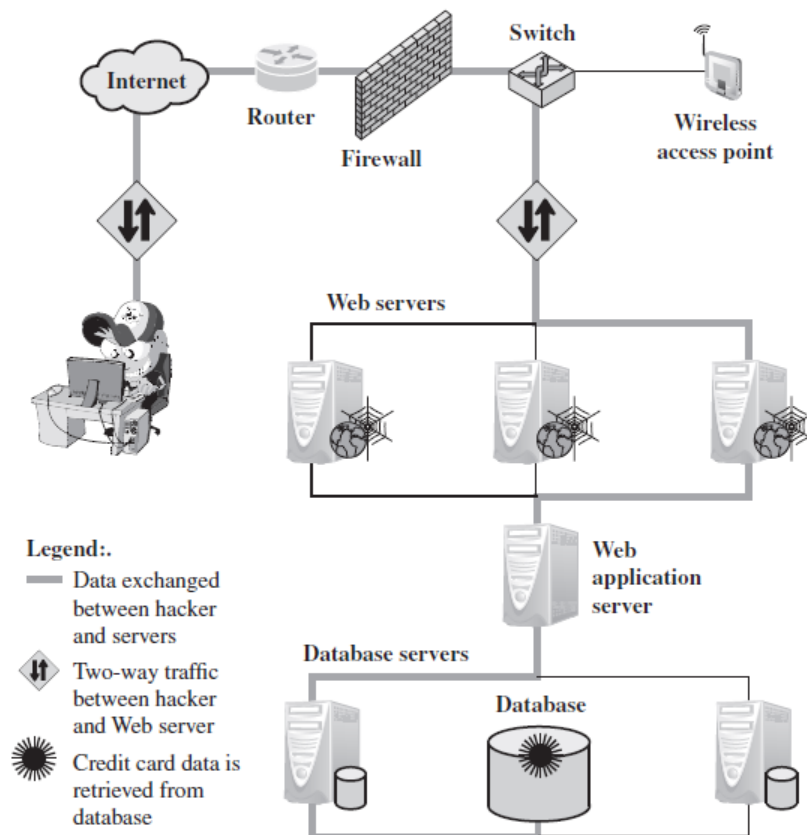 Switch
Internet
Router
Firewall
Wireless
access point
Web servers
Legend:.
Data exchanged
between hacker
and servers
Two-way traffic
between hacker
and Web server
Credit card data is
retrieved from
database
Web
application
server
Database servers
Database